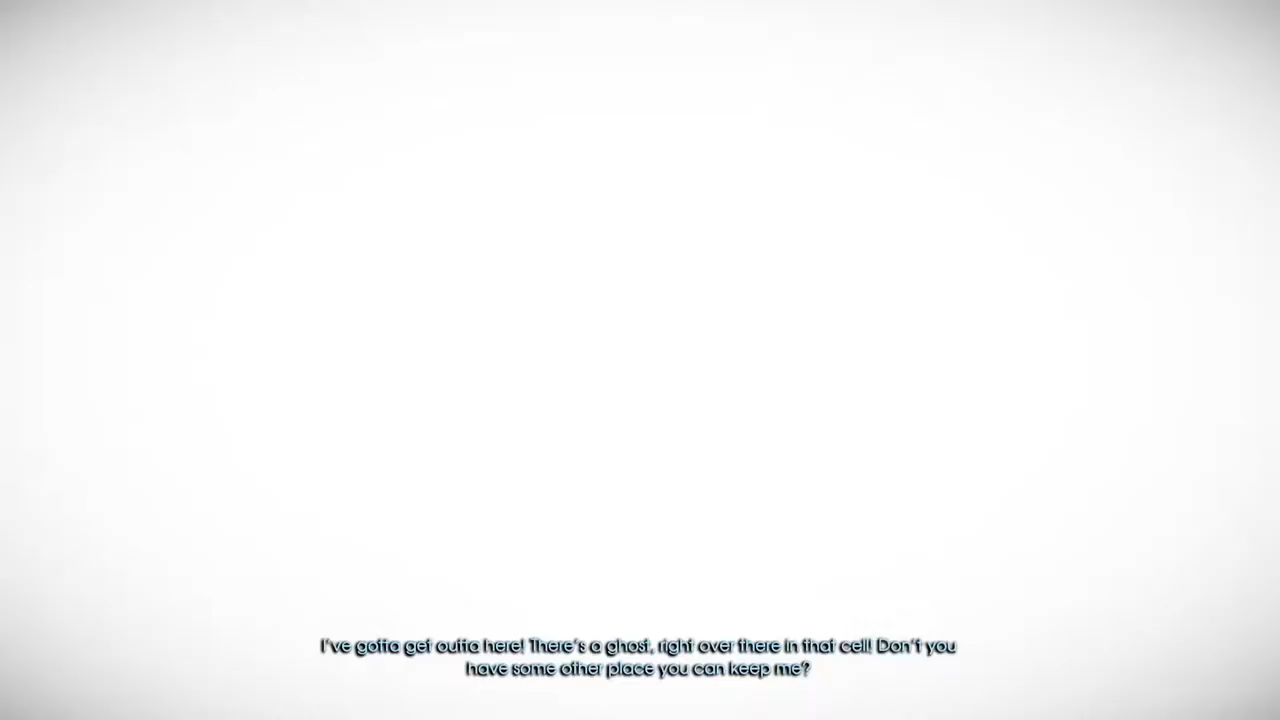 I've gotta get outta here! There's a ghost, right over there in that cell! Don't you
have some other place you can keep me?